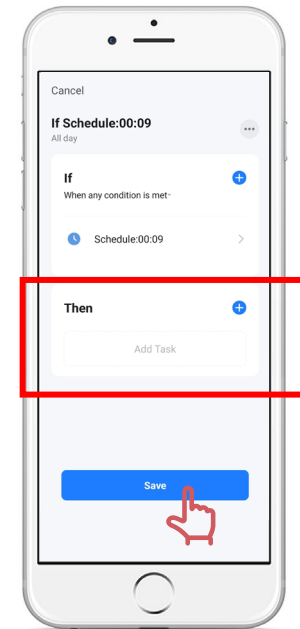 Cancel
If Schedule:00:09
All day
If
When any condition is met-
Schedule:00:09
Then
Add Task
Save